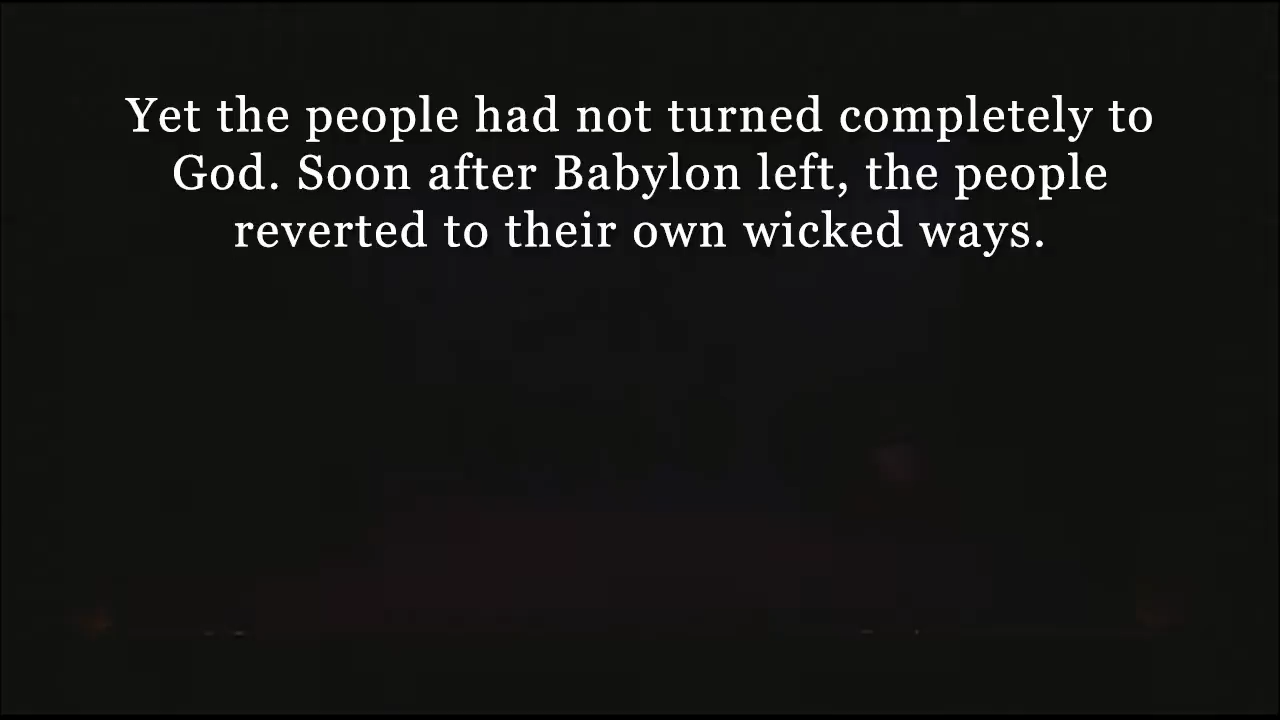 Yet the people had not turned completely to
God. Soon after Babylon left, the people
reverted to their own wicked ways.